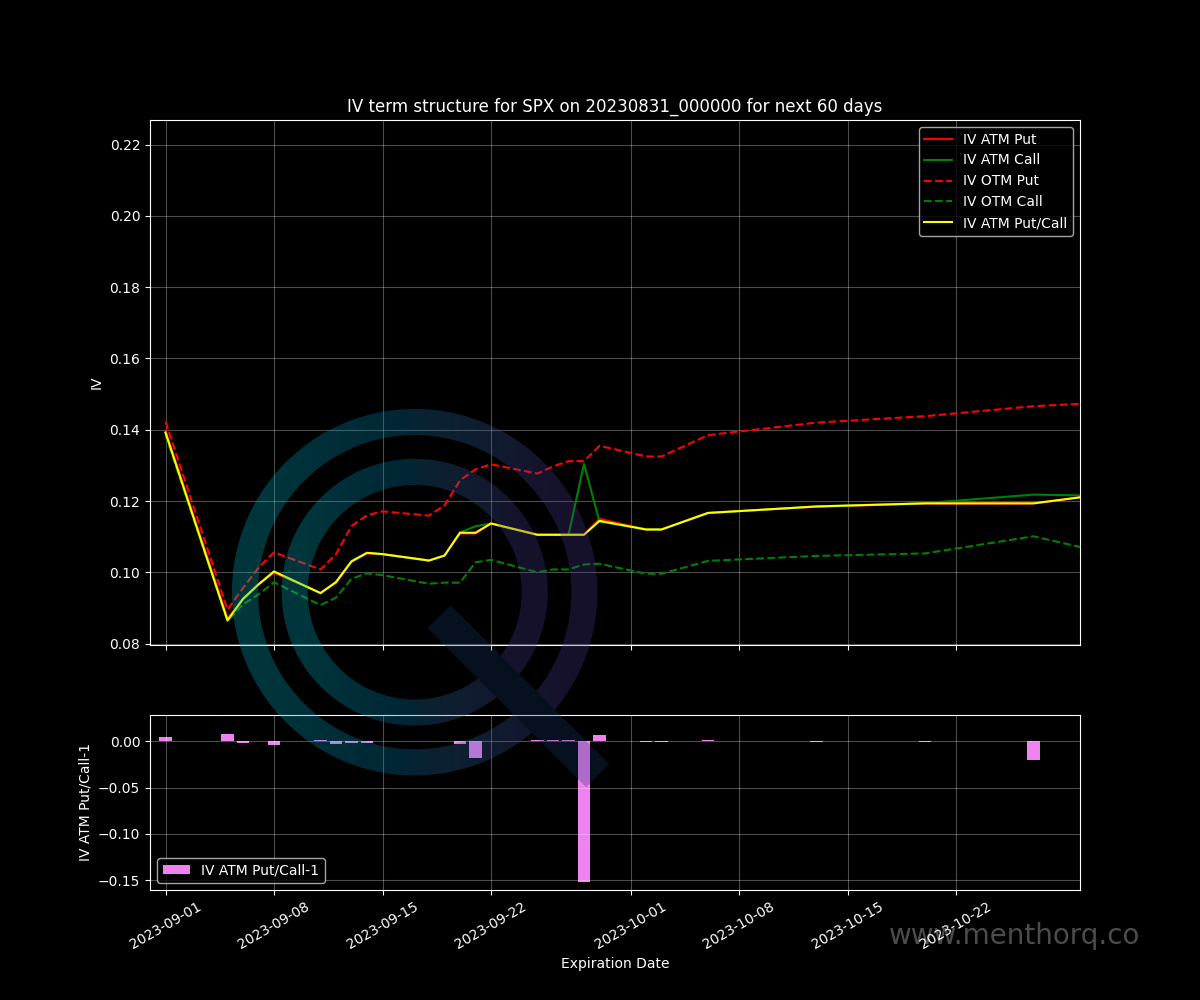 IV term structure for SPX on 20230831_000000 for next 60 days
IV ATM Put
IV ATM Call
IV OTM Put
IV OTM Call
IV ATM Put/Call
0.22
0.20
0.18
0.16
0.14
0.12
0.10
0.08
IV
0.00
−0.05
−0.10
−0.15
IV ATM Put/Call-1
IV ATM Put/Call-1
2023-09-01
2023-09-08
2023-09-15
2023-09-22
2023-10-01
2023-10-08
2023-10-15
2023-10-22
www.menthorq.co
Expiration Date